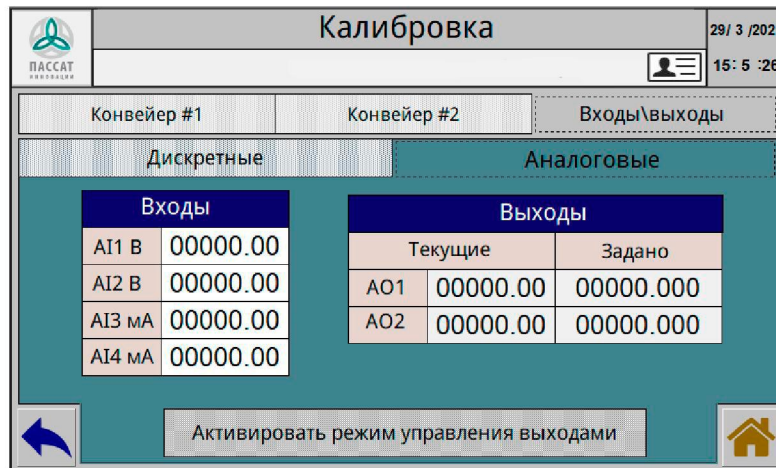 Калибровка
29/ 3 /202
ПАССАТ
ИННОВАЦИИ
15: 5 :26
Конвейер #1 Конвейер #2 Входы\выходы
Дискретные Аналоговые
Входы Выходы
Текущие Задано
AI1 В 00000.00
AI2 В 00000.00
AI3 мА 00000.00
AI4 мА 00000.00
AO1 00000.00 00000.000
AO2 00000.00 00000.000
Активировать режим управления выходами